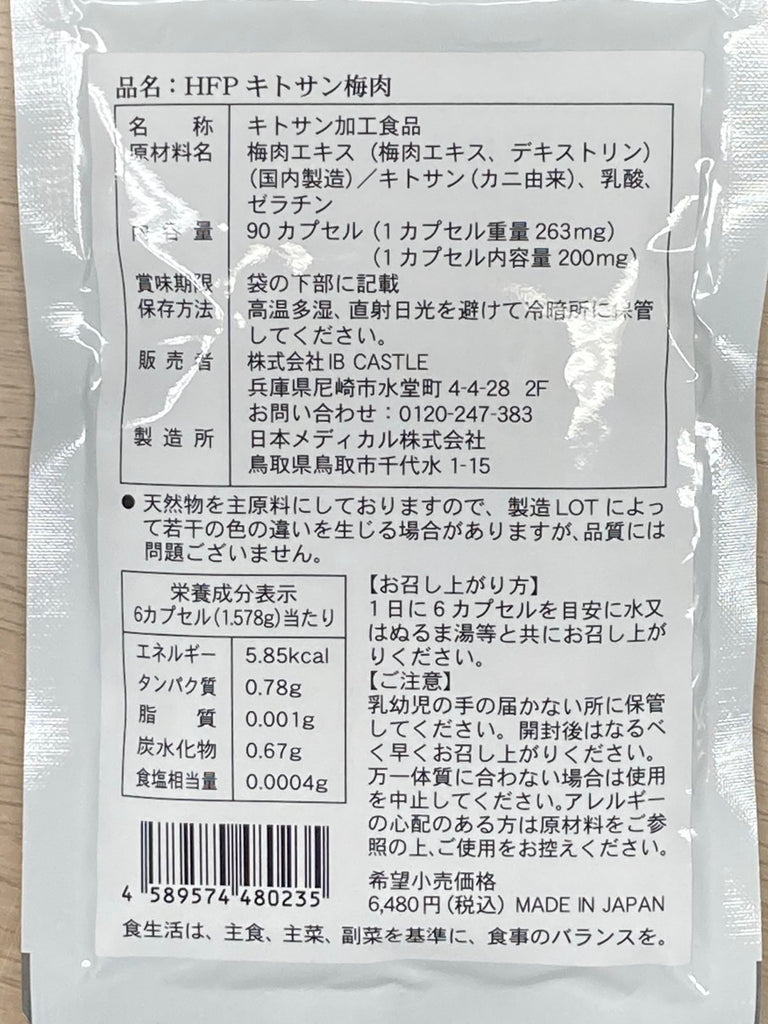 品名：HFP キトサン梅肉
名　称　キトサン加工食品
原材料名　梅肉エキス（梅肉エキス、デキストリン）
（国内製造）／キトサン（カニ由来）、乳酸、
ゼラチン
内容量　90 カプセル（1 カプセル重量 263mg）
（1 カプセル内容量 200mg）
賞味期限　袋の下部に記載
保存方法　高温多湿、直射日光を避けて冷暗所に保管
してください。
販売者　株式会社 IB CASTLE
兵庫県尼崎市水堂町 4-4-28 2F
お問い合わせ：0120-247-383
製造所　日本メディカル株式会社
鳥取県鳥取市千代水 1-15
●天然物を主原料にしておりますので、製造 LOT によっ
て若干の色の違いを生じる場合がありますが、品質には
問題ございません。
栄養成分表示
6カプセル（1.578g）当たり
エネルギー　5.85kcal
タンパク質　0.78g
脂　質　0.001g
炭水化物　0.67g
食塩相当量　0.0004g
【お召し上がり方】
1 日に 6 カプセルを目安に水又
はぬるま湯等と共にお召し上が
りください。
【ご注意】
乳幼児の手の届かない所に保管
してください。開封後はなるべ
く早くお召し上がりください。
万一体質に合わない場合は使用
を中止してください。アレルギー
の心配のある方は原材料をご参
照の上、ご使用をお控えください。
希望小売価格
6,480円（税込） MADE IN JAPAN
4 589574 480235
食生活は、主食、主菜、副菜を基準に、食事のバランスを。